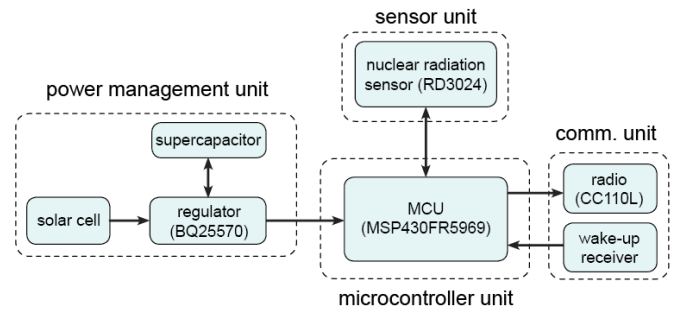 sensor unit
nuclear radiation
sensor (RD3024)
power management unit
supercapacitor
solar cell
regulator
(BQ25570)
MCU
(MSP430FR5969)
microcontroller unit
comm. unit
radio
(CC110L)
wake-up
receiver